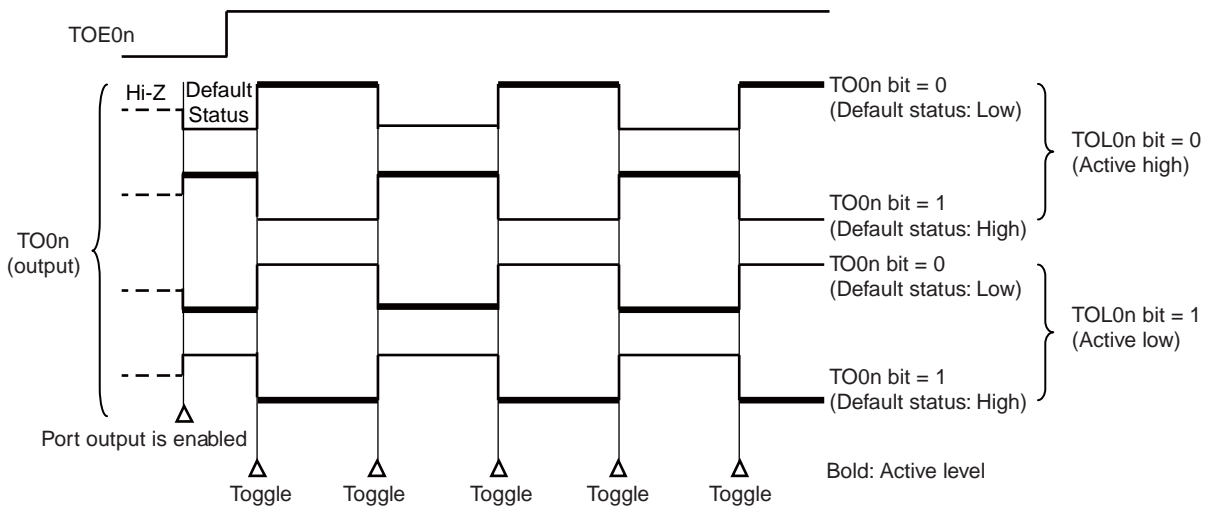 TOE0n
Hi-Z
Default
Status
TO0n bit = 0
(Default status: Low)
TOL0n bit = 0
(Active high)
TO0n bit = 1
(Default status: High)
TO0n
(output)
TO0n bit = 0
(Default status: Low)
TOL0n bit = 1
(Active low)
TO0n bit = 1
(Default status: High)
Port output is enabled
Bold: Active level
Toggle
Toggle
Toggle
Toggle
Toggle